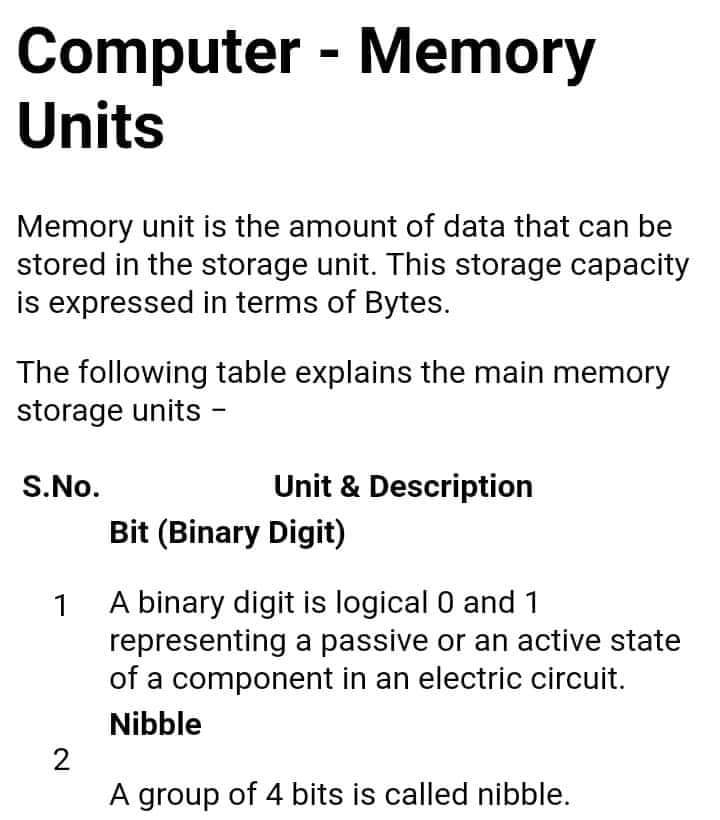 Computer - Memory
Units
Memory unit is the amount of data that can be
stored in the storage unit. This storage capacity
is expressed in terms of Bytes.
The following table explains the main memory
storage units −
S.No. Unit & Description
Bit (Binary Digit)
1 A binary digit is logical 0 and 1
representing a passive or an active state
of a component in an electric circuit.
Nibble
2
A group of 4 bits is called nibble.